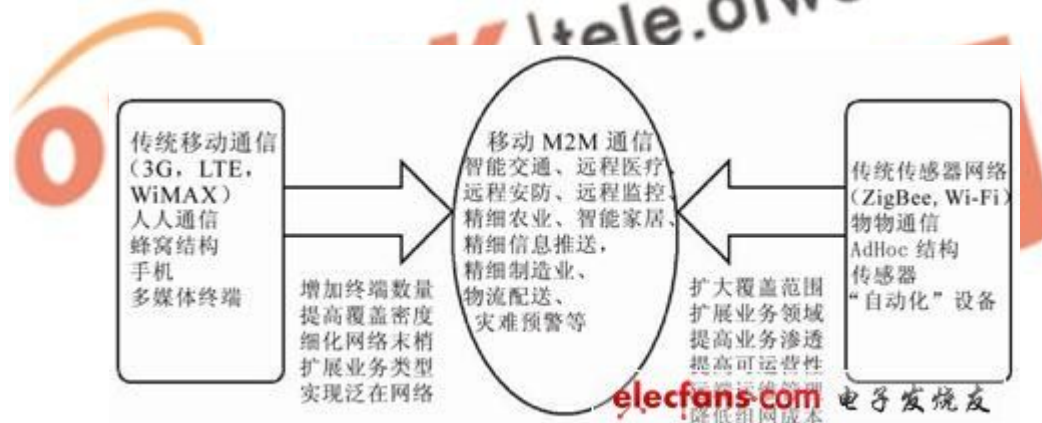 tele.ofw
传统移动通信
(3G, LTE,
WiMAX)
人人通信
蜂窝结构
手机
多媒体终端
增加终端数量
提高覆盖密度
细化网络末梢
扩展业务类型
实现泛在网络
移动 M2M 通信
智能交通、远程医疗、
远程安防、远程监控、
精细农业、智能家居、
精细信息推送,
精细制造业、
物流配送、
灾难预警等
扩大覆盖范围
扩展业务领域
提高业务渗透
提高可运营性
远端运维管理
降低组网成本
传统传感器网络
(ZigBee, Wi-Fi)
物物通信
AdHoc 结构
传感器
“自动化”设备
elecfans·com 电子发烧友